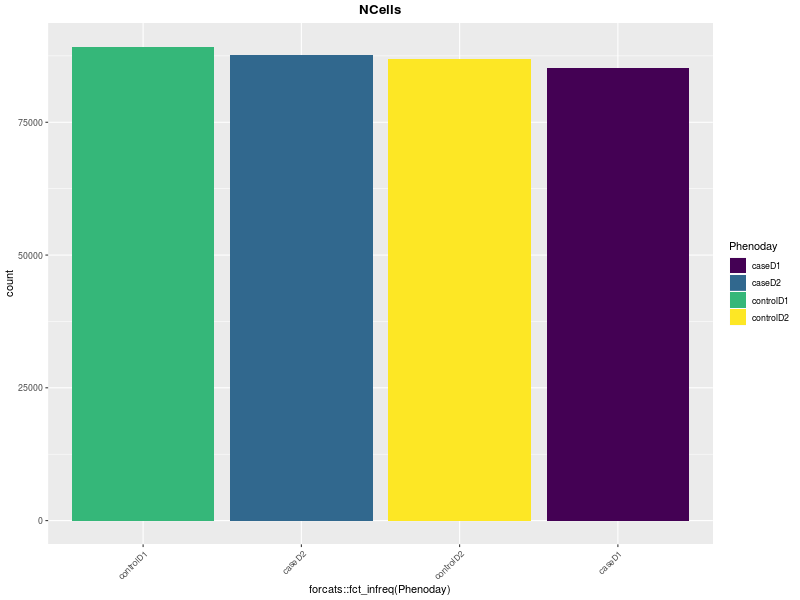 NCells
count
75000
50000
25000
0
controlD1
caseD2
controlD2
caseD1
forcats::fct_infreq(Phenoday)
Phenoday
caseD1
caseD2
controlD1
controlD2